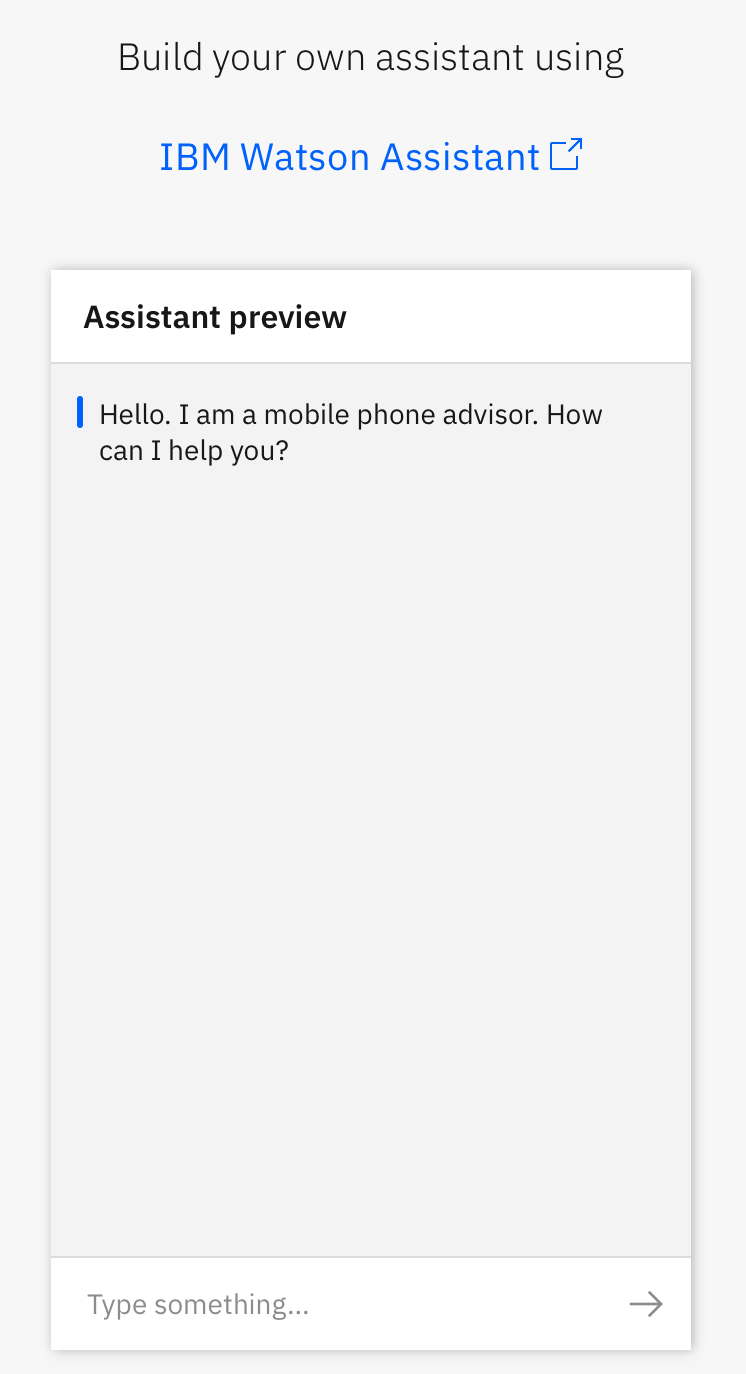 Build your own assistant using
IBM Watson Assistant
Assistant preview
Hello. I am a mobile phone advisor. How
can I help you?
Type something...